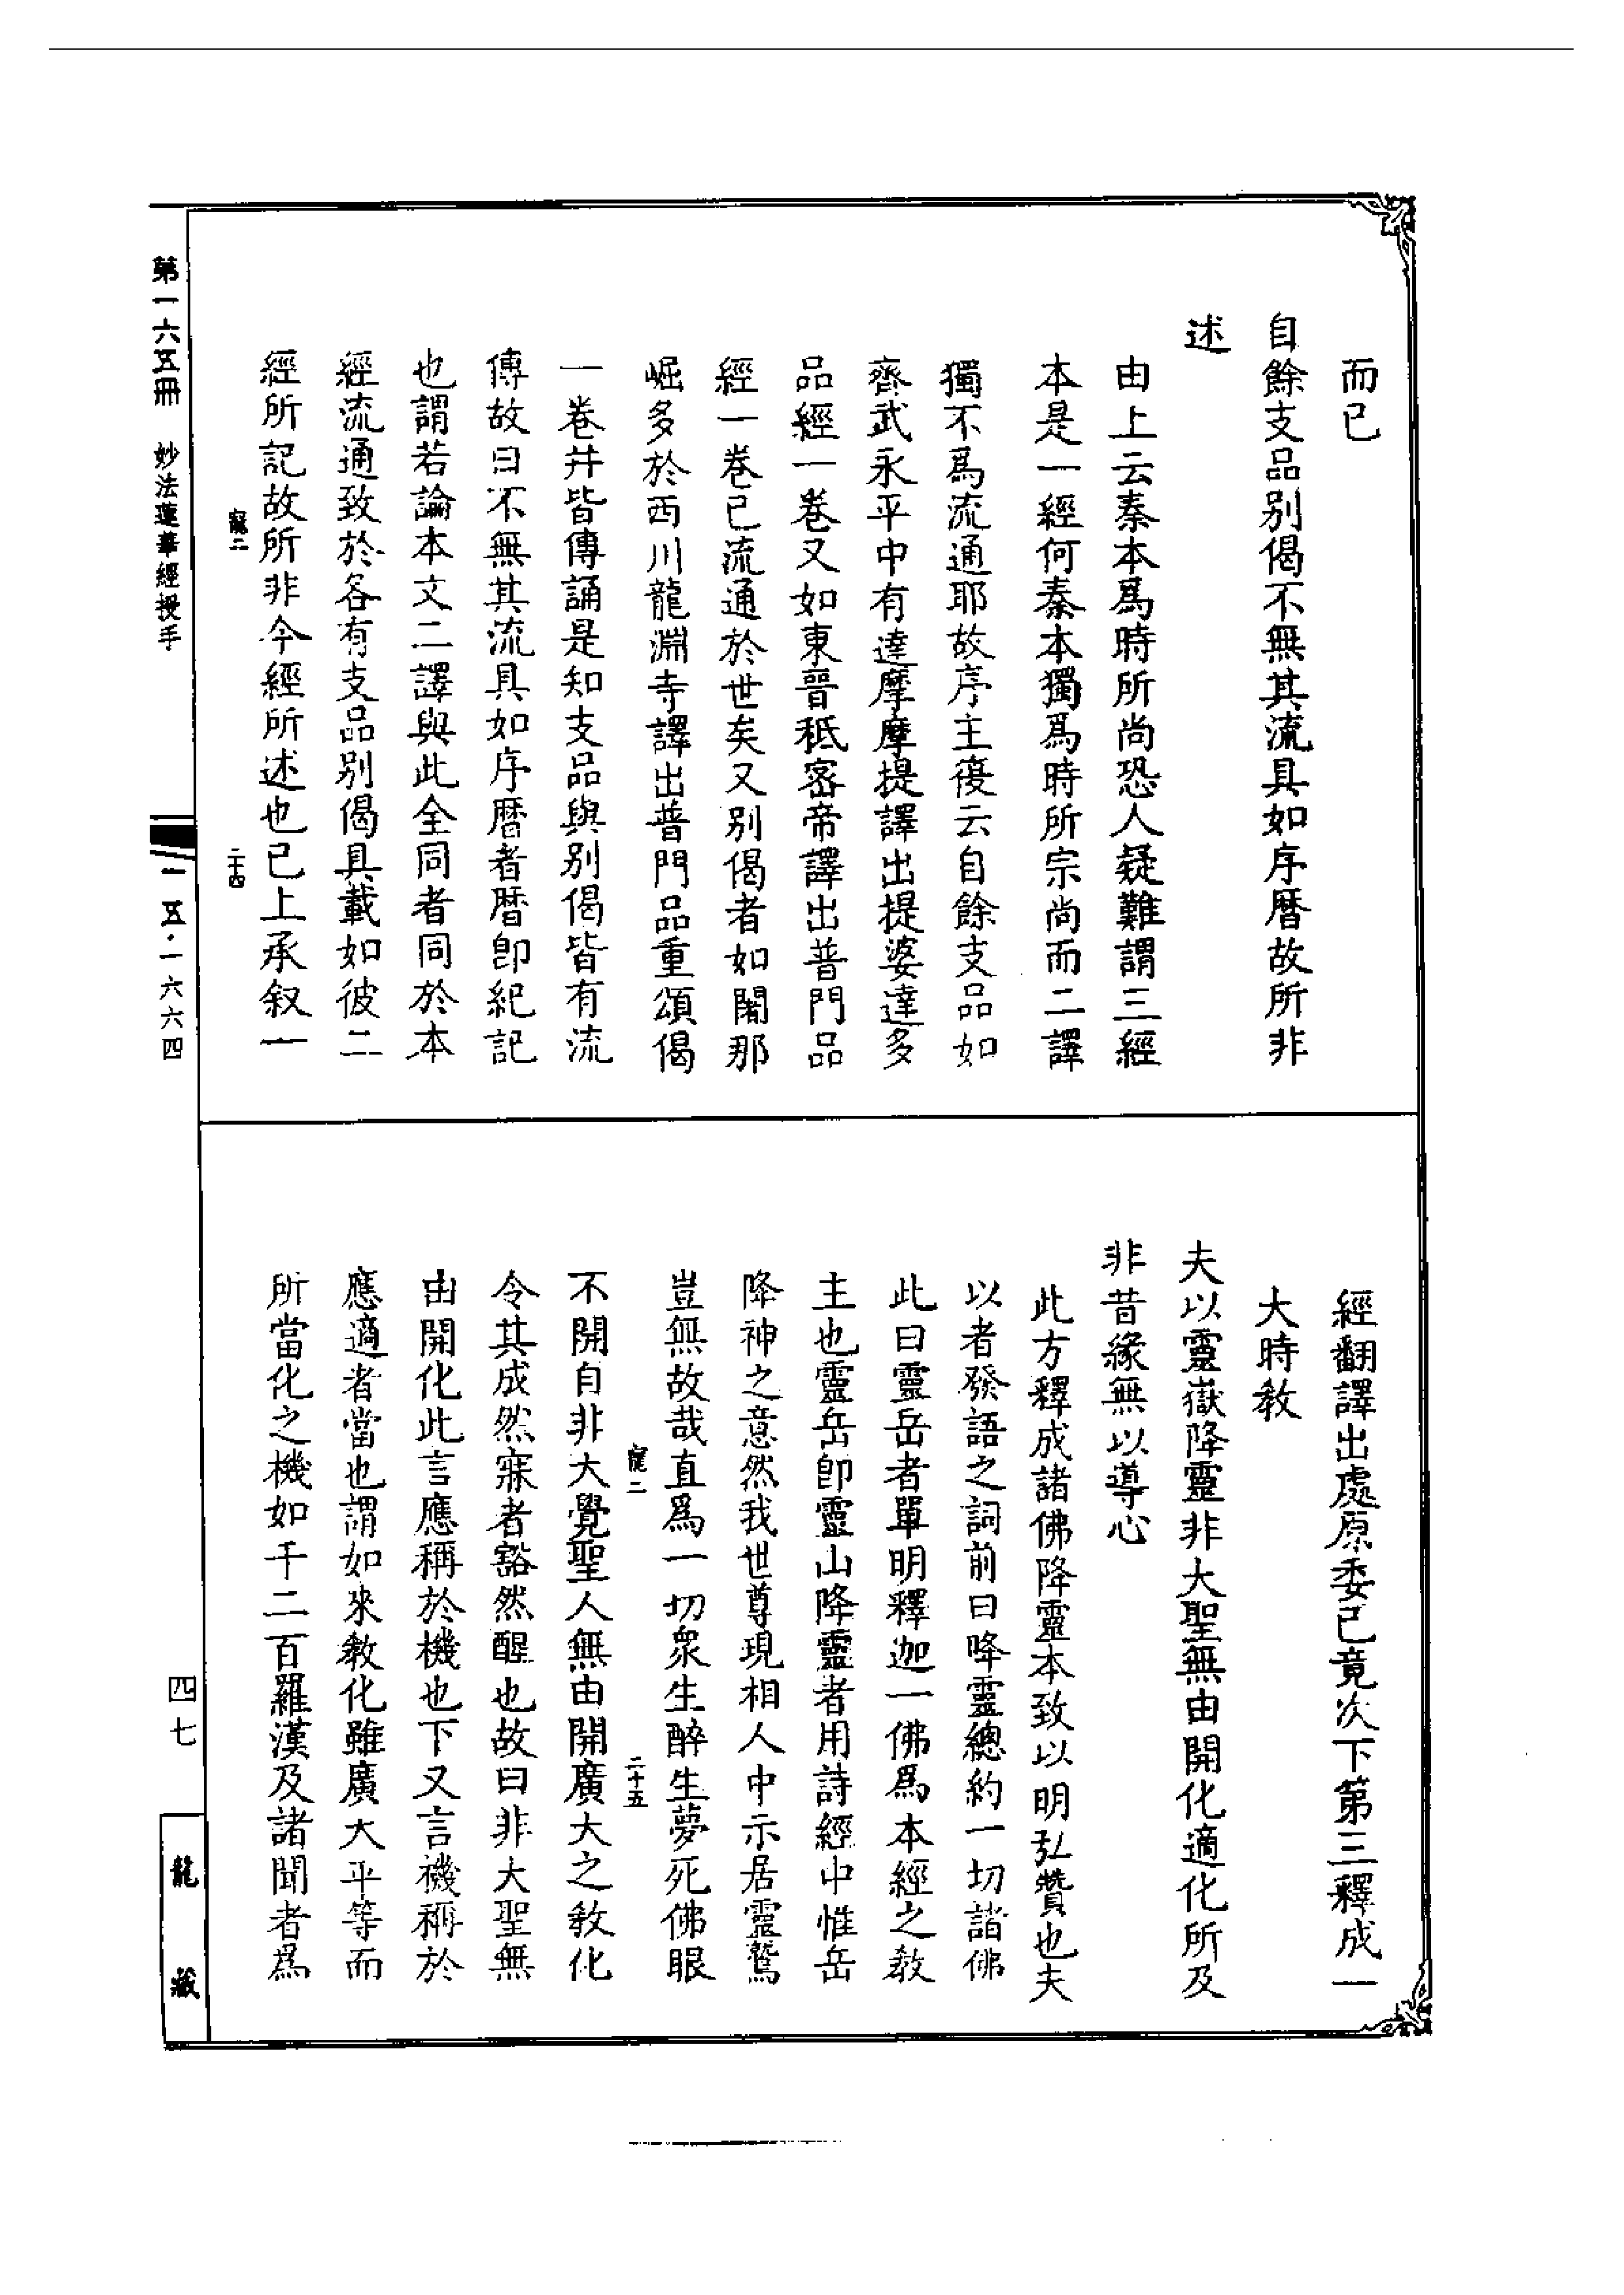 而已
自餘支品别偈不無其流具如序曆故所非
述
由上云秦本爲時所尚恐人疑難謂三經
本是一經何秦本獨爲時所宗尚而二譯
獨不爲流通耶故序主復云自餘支品如
齊武永平中有達摩摩提譯出提婆達多
品經一卷又如東晉秖密帝譯出普門品
經一卷已流通於世矣又别偈者如闍那
崛多於西川龍淵寺譯出普門品重頌偈
一卷并皆傳誦是知支品與别偈皆有流
傳故曰不無其流具如序曆者曆即紀記
也謂若論本文二譯與此全同者同於本
經流通致於各有支品别偈具載如彼二
經所記故所非今經所述也已上承叙一
寵二
二十四
經翻譯出處原委已竟次下第三釋成一
大時教
夫以靈嶽降靈非大聖無由開化適化所及
非昔緣無以導心
此方釋成諸佛降靈本致以明弘贊也夫
以者發語之詞前曰降靈總約一切諸佛
此曰靈岳者單明釋迦一佛爲本經之教
主也靈岳即靈山降靈者用詩經中惟岳
降神之意然我世尊現相人中示居靈鷲
豈無故哉直爲一切衆生醉生夢死佛眼
寵二
二十五
不開自非大覺聖人無由開廣大之教化
令其成然寐者豁然醒也故曰非大聖無
由開化此言應稱於機也下又言機稱於
應適者當也謂如來教化雖廣大平等而
所當化之機如千二百羅漢及諸聞者爲
第一六五冊 妙法蓮華經授手
一五·一六六四
四七
龍藏